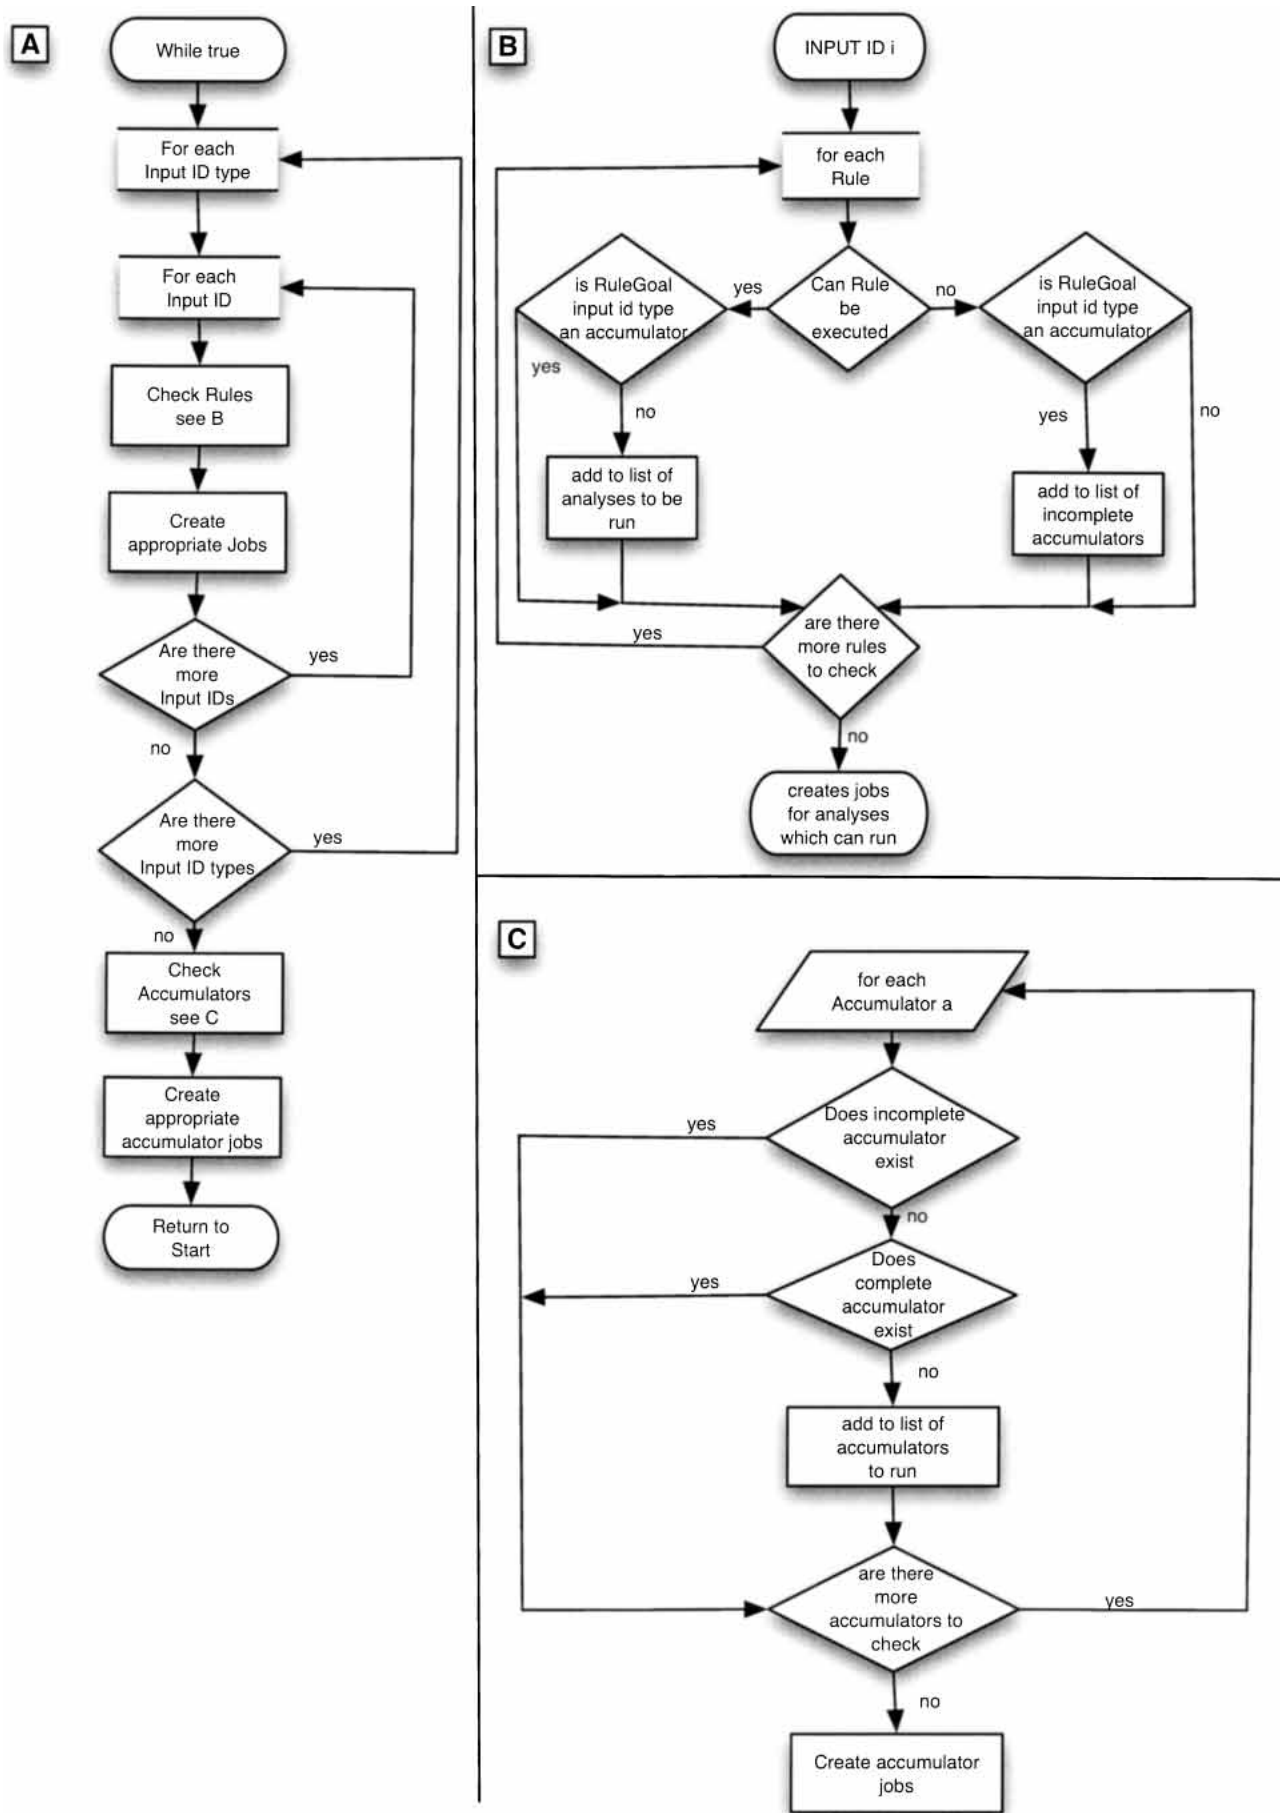 A
While true
For each
Input ID type
For each
Input ID
Check Rules
see B
Create
appropriate Jobs
Are there
more
Input IDs
yes
no
Are there
more
Input ID types
yes
no
Check
Accumulators
see C
Create
appropriate
accumulator jobs
Return to
Start
B
INPUT ID i
for each
Rule
Can Rule
be
executed
yes
no
is RuleGoal
input id type
an accumulator
yes
no
add to list of
analyses to be
run
is RuleGoal
input id type
an accumulator
yes
no
add to list of
incomplete
accumulators
are there
more rules
to check
yes
no
creates jobs
for analyses
which can run
C
for each
Accumulator a
Does incomplete
accumulator
exist
yes
no
Does
complete
accumulator
exist
yes
no
add to list of
accumulators
to run
are there
more
accumulators to
check
yes
no
Create accumulator
jobs